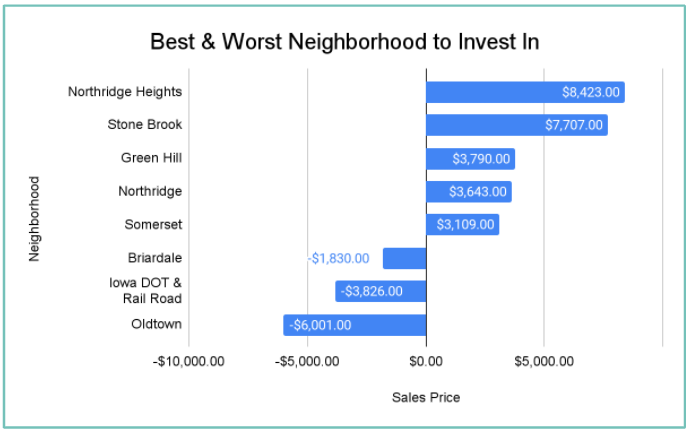 Best & Worst Neighborhood to Invest In
Neighborhood
Northridge Heights
$8,423.00
Stone Brook
$7,707.00
Green Hill
$3,790.00
Northridge
$3,643.00
Somerset
$3,109.00
Briardale
-$1,830.00
Iowa DOT &
Rail Road
-$3,826.00
Oldtown
-$6,001.00
-$10,000.00
-$5,000.00
$0.00
$5,000.00
Sales Price